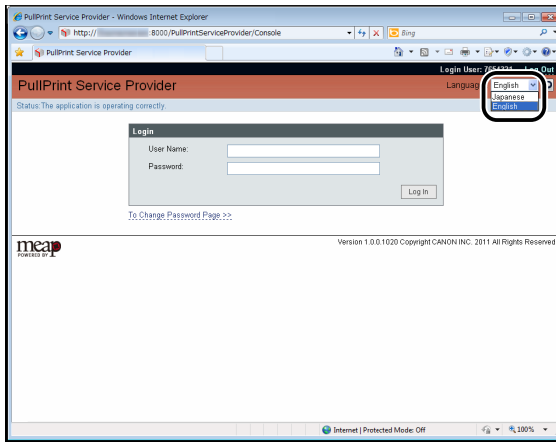 PullPrint Service Provider - Windows Internet Explorer
http:// :8000/PullPrintServiceProvider/Console
Bing
PullPrint Service Provider
Login User: 7654321 Log Out
PullPrint Service Provider
Language English
Japanese
English
Status:The application is operating correctly.
Login
User Name:
Password:
Log In
To Change Password Page >>
meap
POWERED BY
Version 1.0.0.1020 Copyright CANON INC. 2011 All Rights Reserved
Internet | Protected Mode: Off
100%